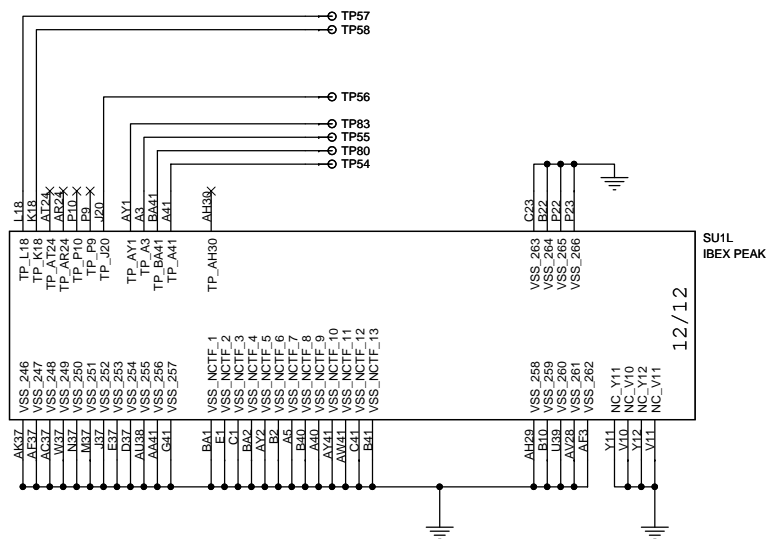 TP57
TP58
TP56
TP83
TP55
TP80
TP54
L18
K18
AT24
AR24
P10
P9
J20
AY1
A3
BA41
A41
AH30
C23
B22
P22
P23
TP_L18
TP_K18
TP_AT24
TP_AR24
TP_P10
TP_P9
TP_J20
TP_AY1
TP_A3
TP_BA41
TP_A41
TP_AH30
VSS_263
VSS_264
VSS_265
VSS_266
SU1L
IBEX PEAK
12/12
VSS_246
VSS_247
VSS_248
VSS_249
VSS_250
VSS_251
VSS_252
VSS_253
VSS_254
VSS_255
VSS_256
VSS_257
VSS_NCTF_1
VSS_NCTF_2
VSS_NCTF_3
VSS_NCTF_4
VSS_NCTF_5
VSS_NCTF_6
VSS_NCTF_7
VSS_NCTF_8
VSS_NCTF_9
VSS_NCTF_10
VSS_NCTF_11
VSS_NCTF_12
VSS_NCTF_13
VSS_258
VSS_259
VSS_260
VSS_261
VSS_262
NC_Y11
NC_V10
NC_Y12
NC_V11
AK37
AF37
AC37
W37
N37
M37
J37
E37
D37
AU38
AA41
G41
BA1
E1
C1
BA2
AY2
B2
A5
B40
A40
AY41
AW41
C41
B41
AH29
B10
U39
AV28
AF3
Y11
V10
Y12
V11